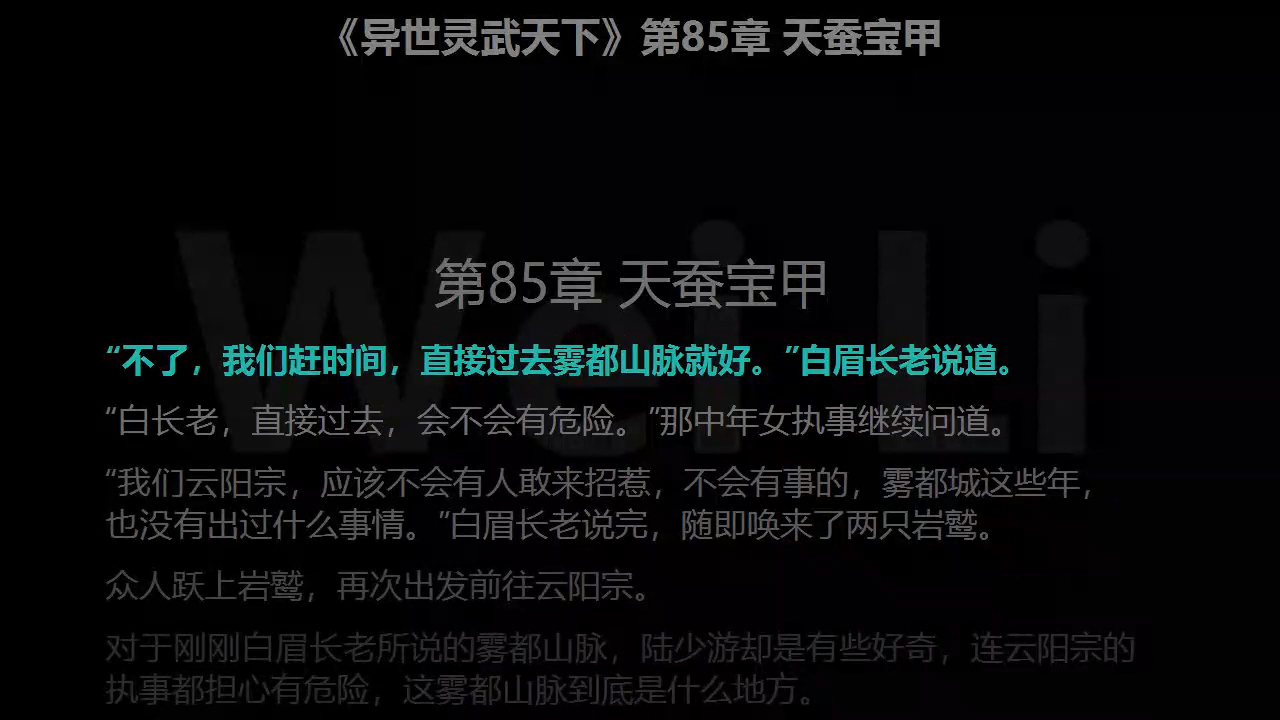 《异世灵武天下》第85章 天蚕宝甲
Wei Li
第85章 天蚕宝甲
“不了，我们赶时间，直接过去雾都山脉就好。”白眉长老说道。
“白长老，直接过去，会不会有危险。”那中年女执事继续问道。
“我们云阳宗，应该不会有人敢来招惹，不会有事的，雾都城这些年，
也没有出过什么事情。”白眉长老说完，随即唤来了两只岩鹫。
众人跃上岩鹫，再次出发前往云阳宗。
对于刚刚白眉长老所说的雾都山脉，陆少游却是有些好奇，连云阳宗的
执事都担心有危险，这雾都山脉到底是什么地方。